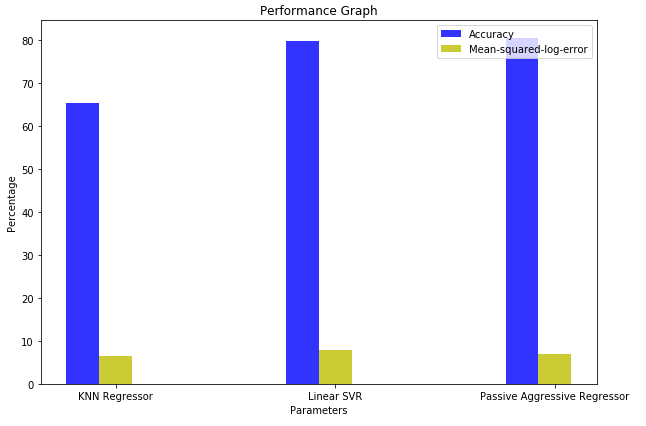 Performance Graph
Accuracy
Mean-squared-log-error
Percentage
80
70
60
50
40
30
20
10
0
KNN Regressor
Linear SVR
Passive Aggressive Regressor
Parameters